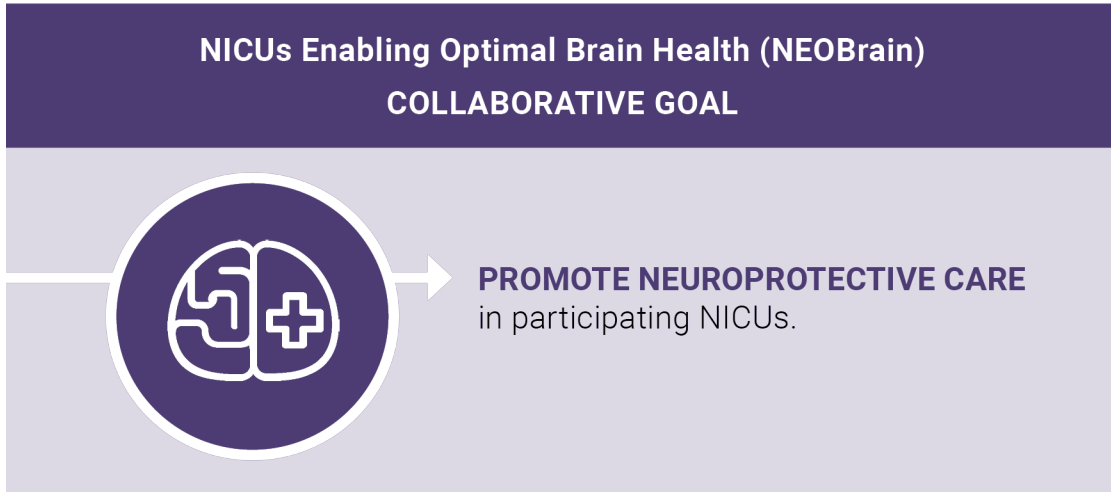 NICUs Enabling Optimal Brain Health (NEOBrain)
COLLABORATIVE GOAL
PROMOTE NEUROPROTECTIVE CARE
in participating NICUs.